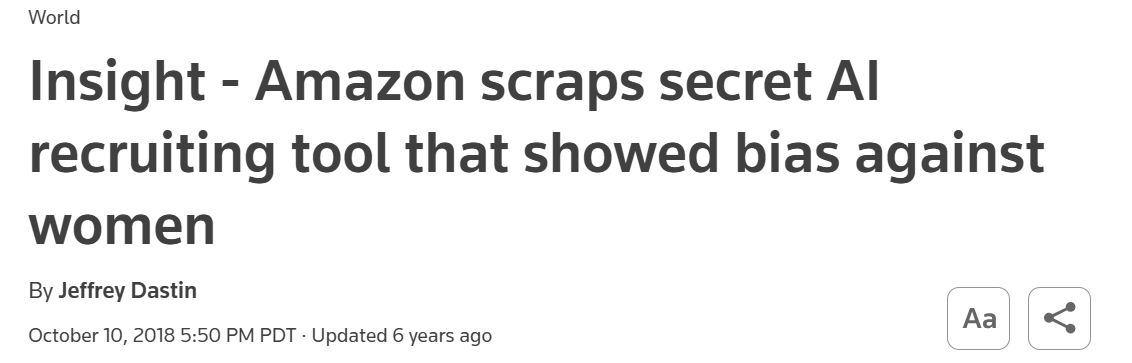 World
Insight - Amazon scraps secret AI
recruiting tool that showed bias against
women
By Jeffrey Dastin
October 10, 2018 5:50 PM PDT · Updated 6 years ago
Aa